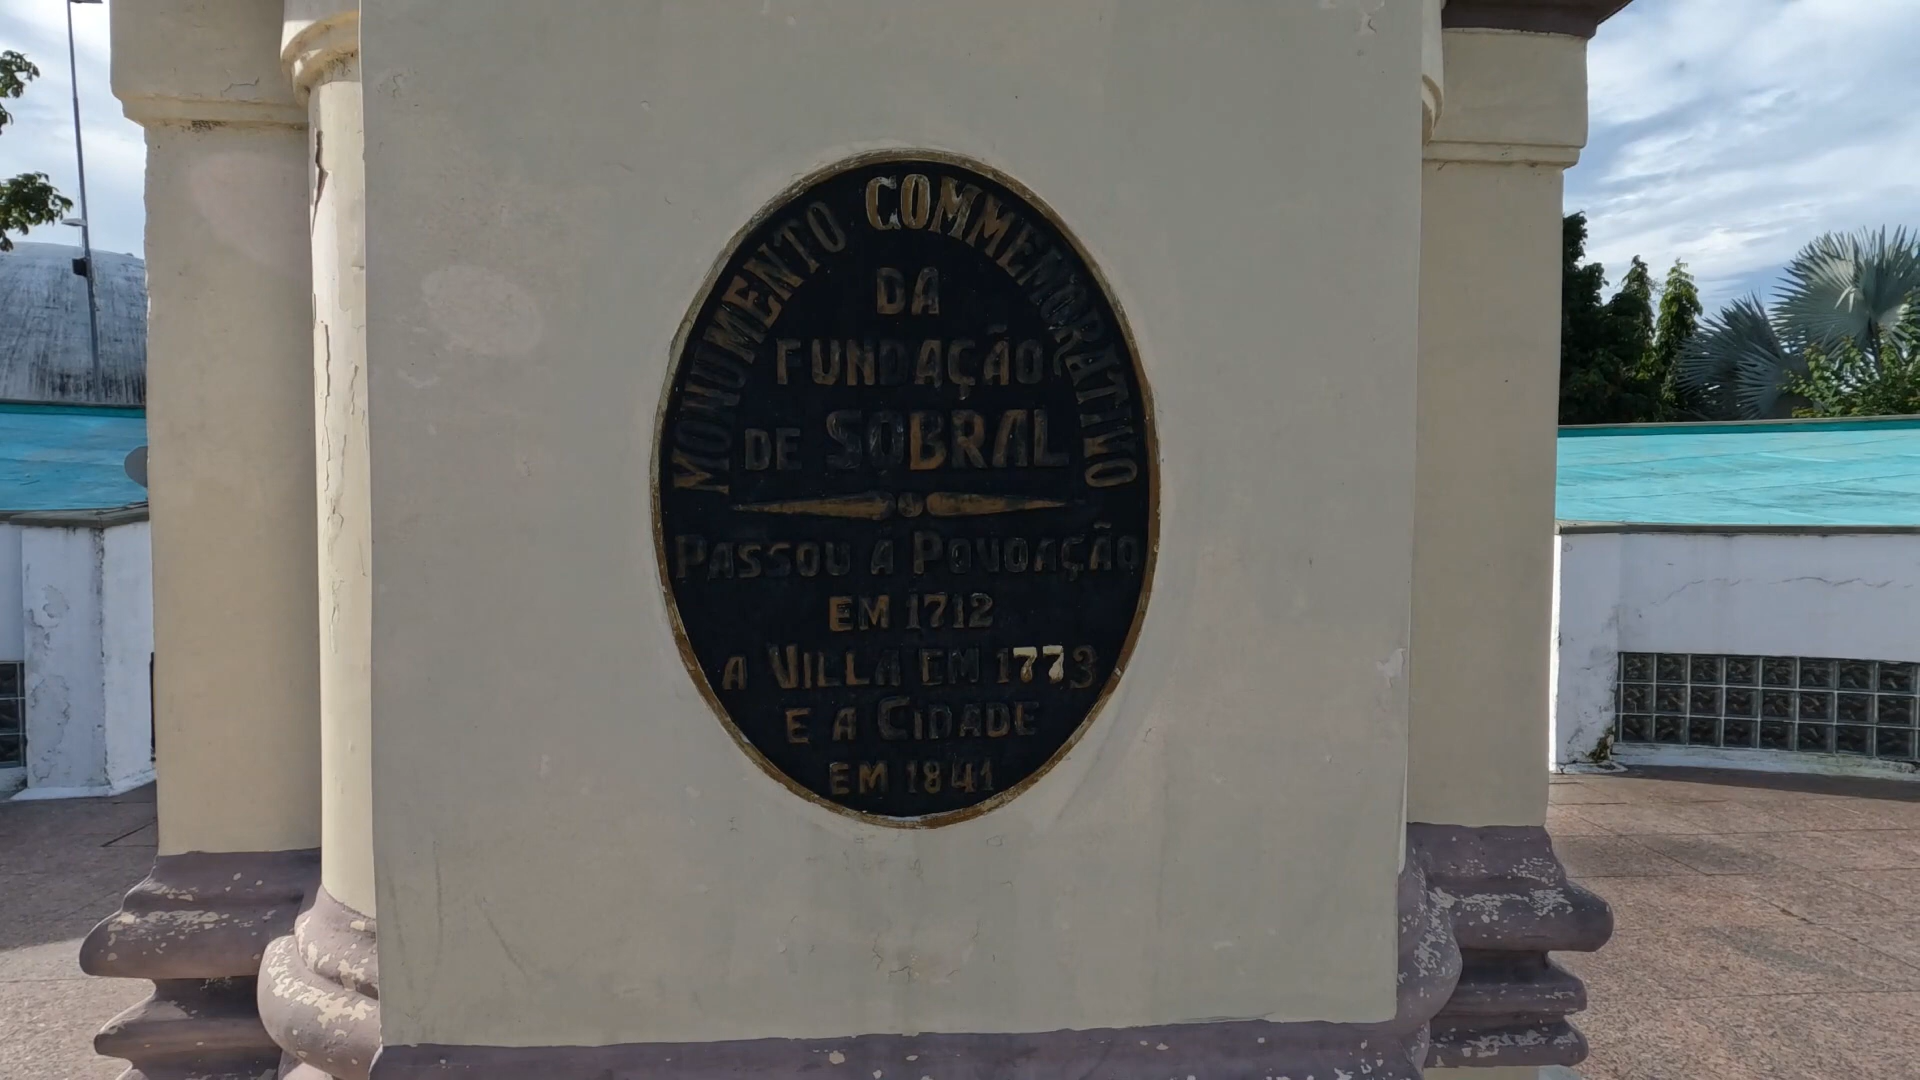 MONUMENTO COMMEMORATIVO
DA
FUNDAÇÃO
DE SOBRAL
PASSOU Á POVOAÇÃO
EM 1712
A VILLA EM 1773
E A CIDADE
EM 1841